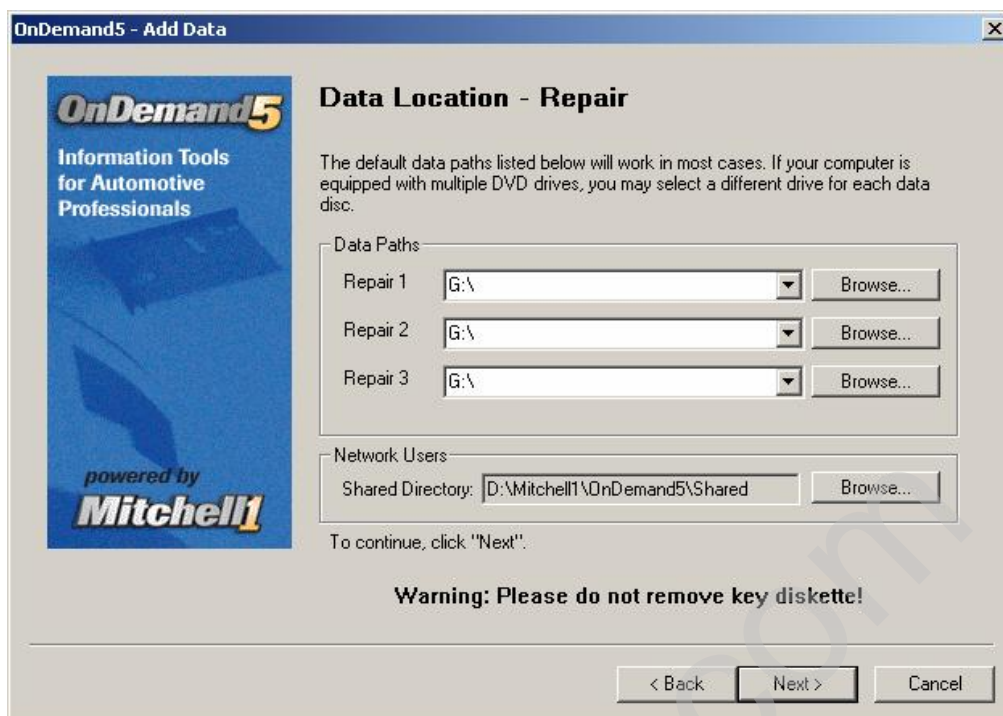 OnDemand5 - Add Data
OnDemand5
Information Tools
for Automotive
Professionals
powered by
Mitchell1
Data Location - Repair
The default data paths listed below will work in most cases. If your computer is
equipped with multiple DVD drives, you may select a different drive for each data
disc.
Data Paths
Repair 1 G:\ Browse...
Repair 2 G:\ Browse...
Repair 3 G:\ Browse...
Network Users
Shared Directory: D:\Mitchell1\OnDemand5\Shared Browse...
To continue, click "Next".
Warning: Please do not remove key diskette!
< Back Next > Cancel
com